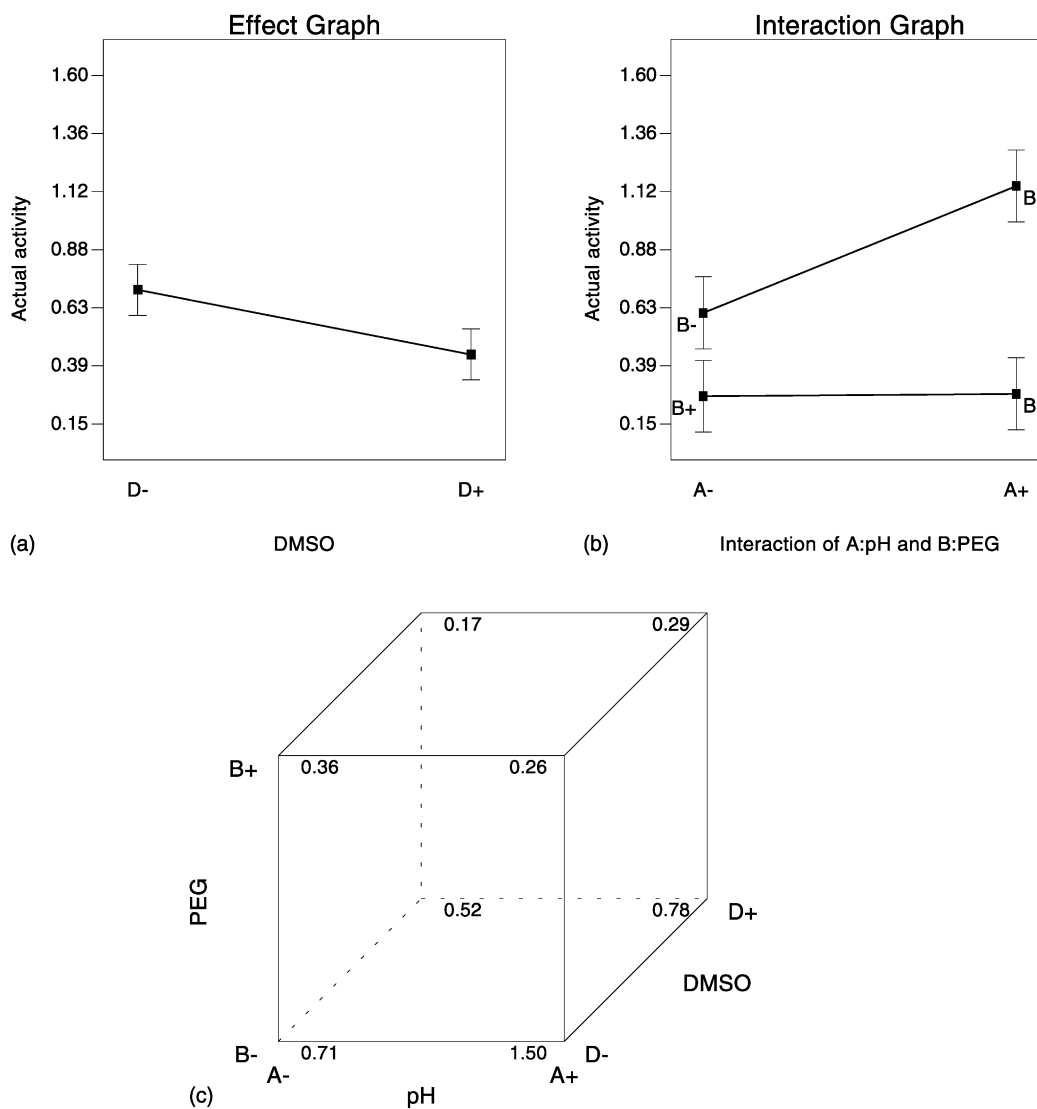 Effect Graph
1.60
1.36
1.12
0.88
0.63
0.39
0.15
Actual activity
D- D+
(a) DMSO
Interaction Graph
1.60
1.36
1.12
0.88
0.63
0.39
0.15
Actual activity
B-
B+
B
B
A- A+
(b) Interaction of A:pH and B:PEG
0.17 0.29
B+ 0.36 0.26
PEG
0.52 0.78 D+
DMSO
B- 0.71 1.50 D-
A- A+
(c) pH